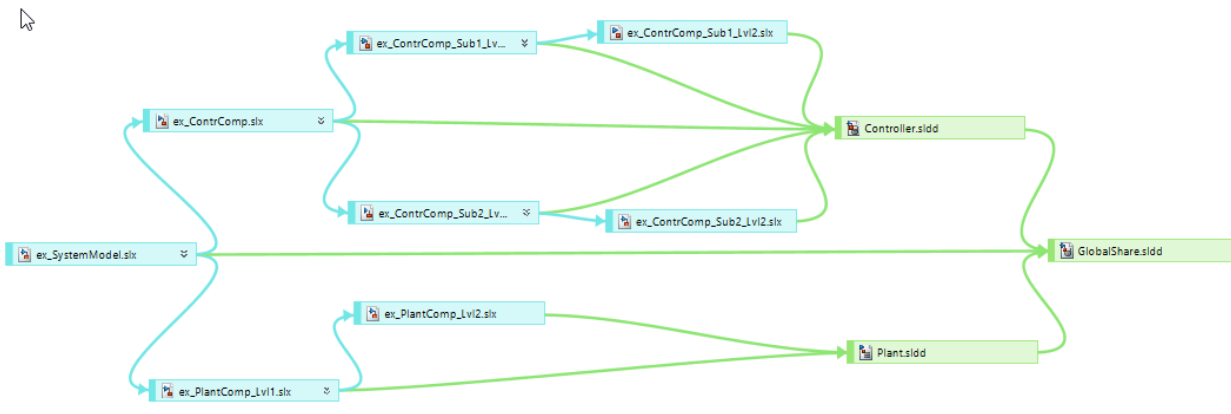 ex_ContrComp_Sub1_Lv...
ex_ContrComp_Sub1_Lvl2.slx
ex_ContrComp.slx
Controller.sldd
ex_ContrComp_Sub2_Lv...
ex_ContrComp_Sub2_Lvl2.slx
ex_SystemModel.slx
GlobalShare.sldd
ex_PlantComp_Lvl2.slx
Plant.sldd
ex_PlantComp_Lvl1.slx